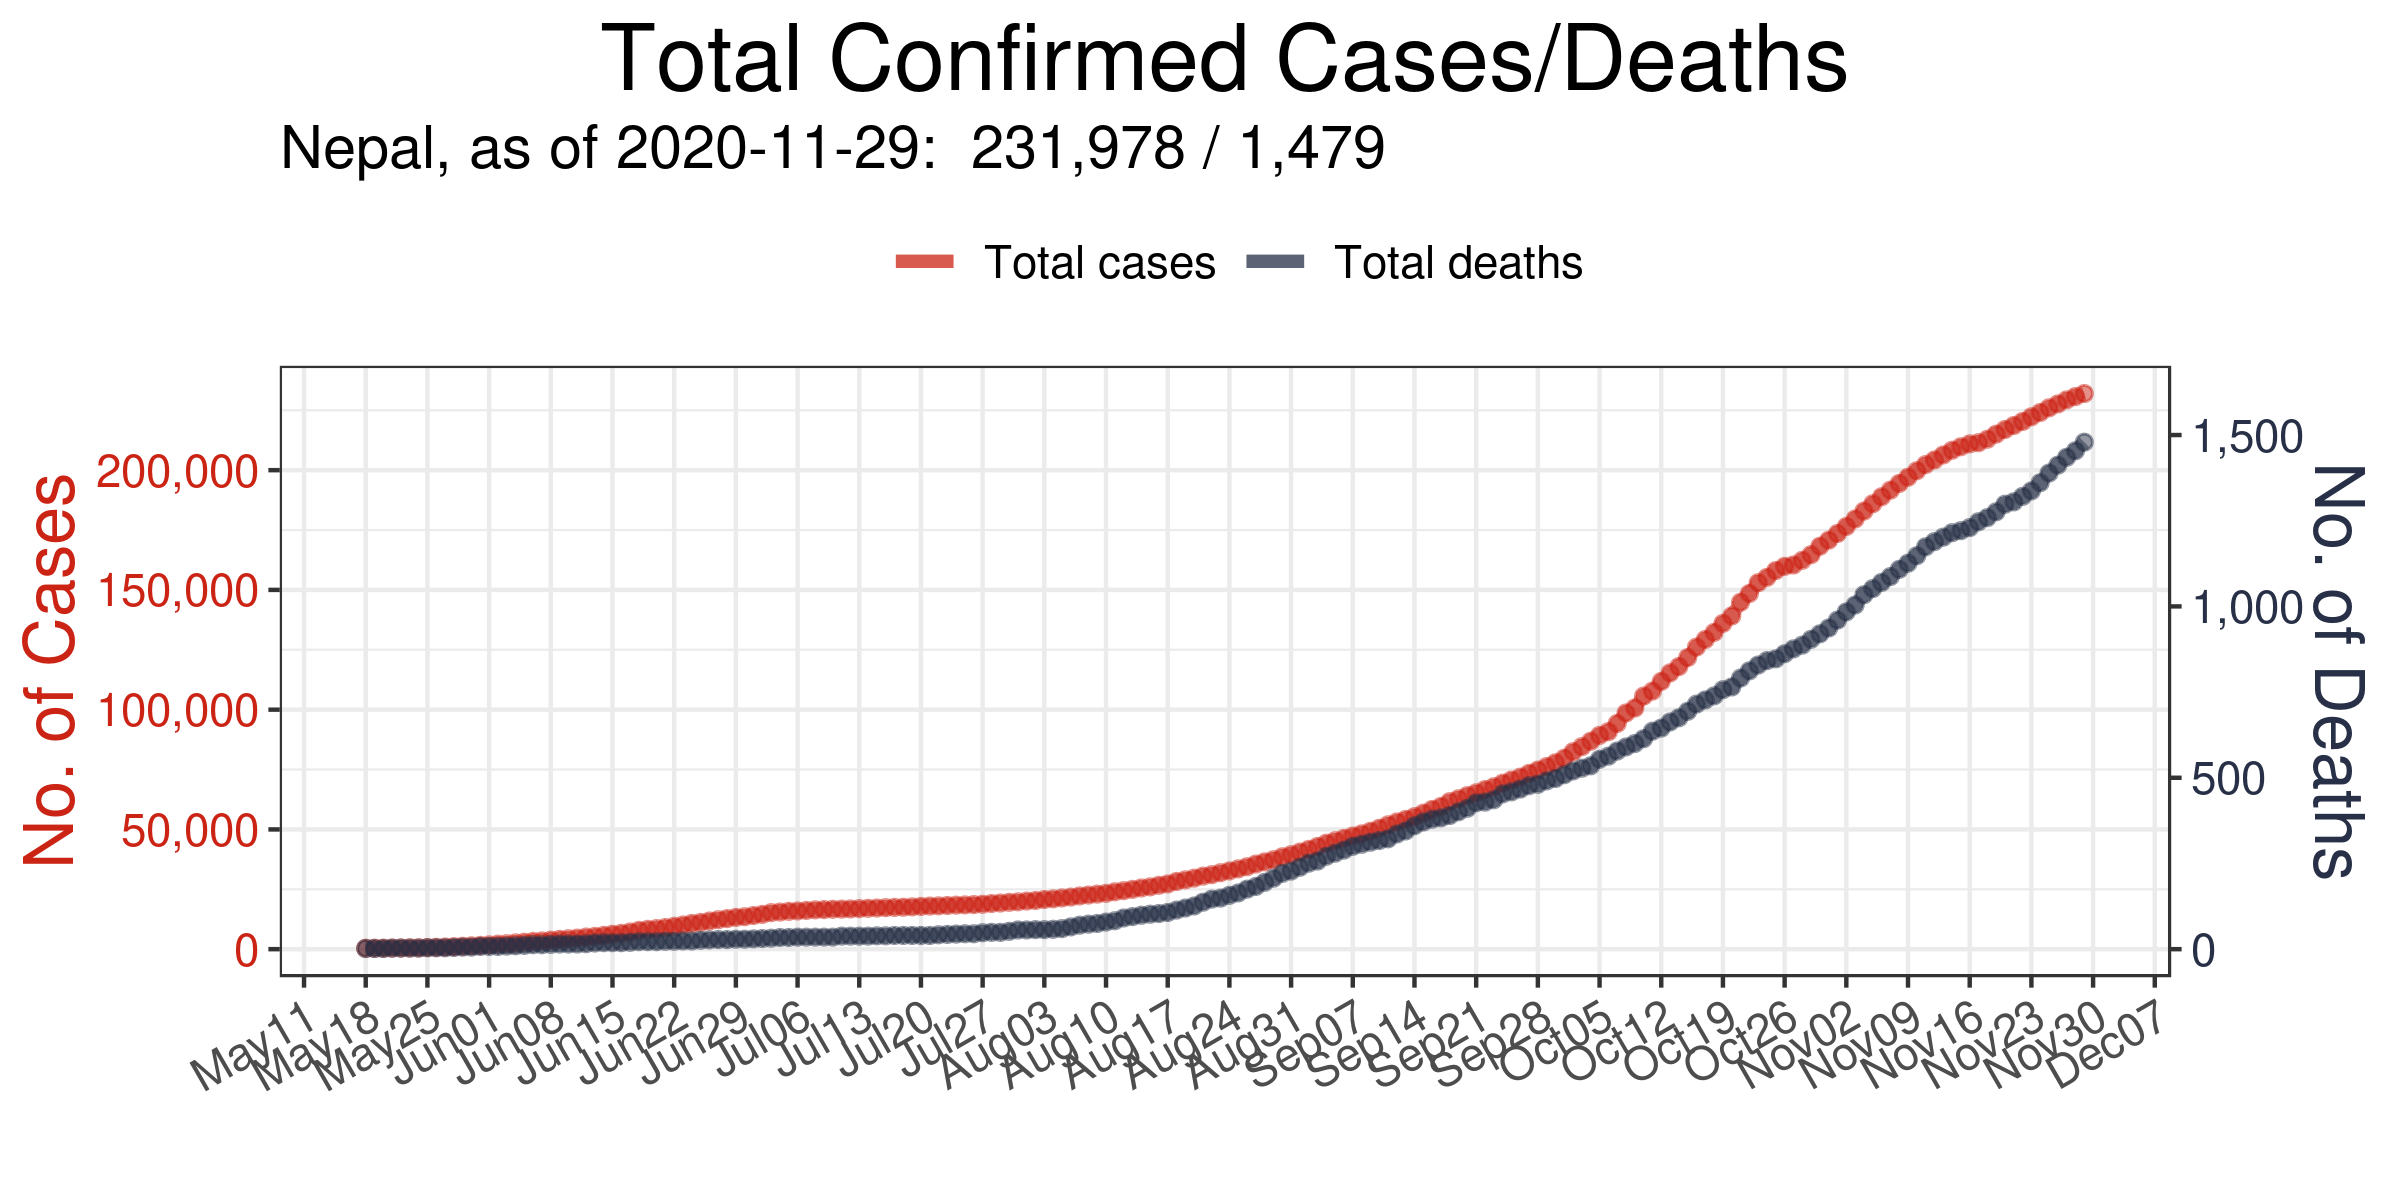 Total Confirmed Cases/Deaths
Nepal, as of 2020-11-29:  231,978 / 1,479
Total cases
Total deaths
No. of Cases
200,000
150,000
100,000
50,000
0
1,500
1,000
500
0
No. of Deaths
May11
May18
May25
Jun01
Jun08
Jun15
Jun22
Jun29
Jul06
Jul13
Jul20
Jul27
Aug03
Aug10
Aug17
Aug24
Aug31
Sep07
Sep14
Sep21
Sep28
Oct05
Oct12
Oct19
Oct26
Nov02
Nov09
Nov16
Nov23
Nov30
Dec07